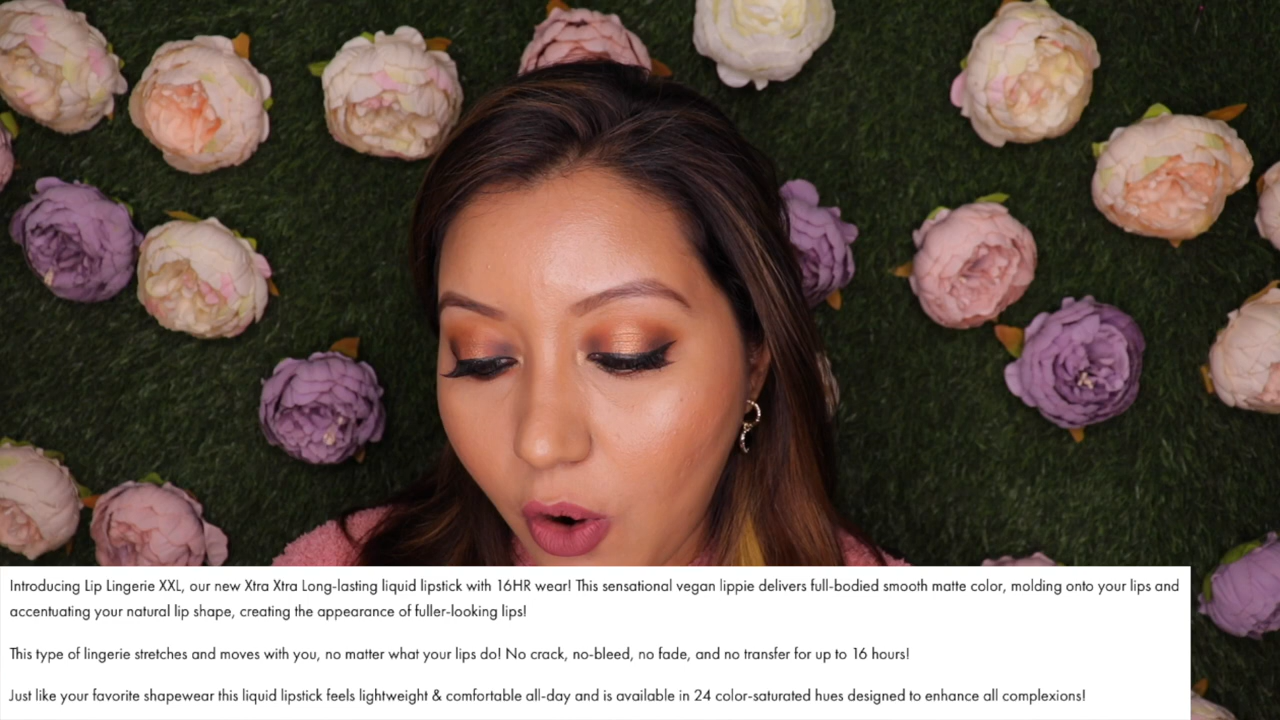 Introducing Lip Lingerie XXL, our new Xtra Xtra Long-lasting liquid lipstick with 16HR wear! This sensational vegan lippie delivers full-bodied smooth matte color, molding onto your lips and
accentuating your natural lip shape, creating the appearance of fuller-looking lips!
This type of lingerie stretches and moves with you, no matter what your lips do! No crack, no-bleed, no fade, and no transfer for up to 16 hours!
Just like your favorite shapewear this liquid lipstick feels lightweight & comfortable all-day and is available in 24 color-saturated hues designed to enhance all complexions!